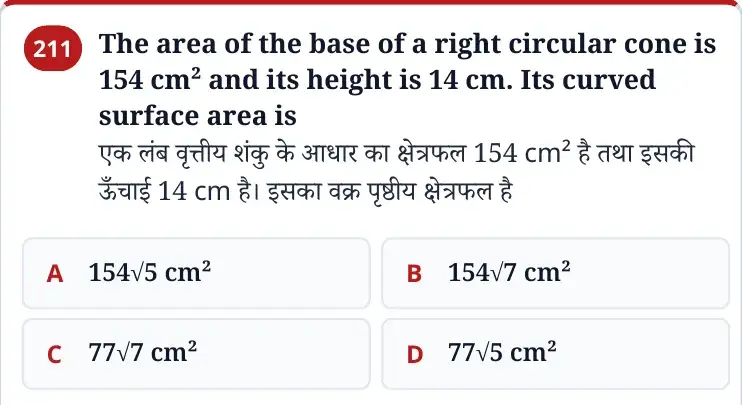 211
The area of the base of a right circular cone is
154 cm² and its height is 14 cm. Its curved
surface area is
एक लंब वृत्तीय शंकु के आधार का क्षेत्रफल 154 cm² है तथा इसकी
ऊँचाई 14 cm है। इसका वक्र पृष्ठीय क्षेत्रफल है
A 154√5 cm²
B 154√7 cm²
C 77√7 cm²
D 77√5 cm²